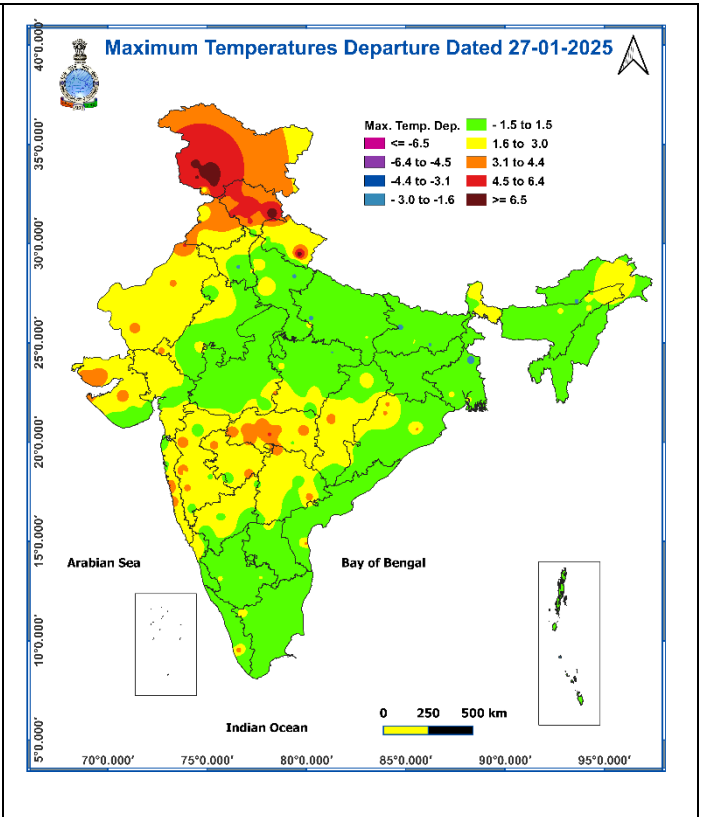 Maximum Temperatures Departure Dated 27-01-2025
Max. Temp. Dep.
<= -6.5
-6.4 to -4.5
-4.4 to -3.1
- 3.0 to -1.6
- 1.5 to 1.5
1.6 to 3.0
3.1 to 4.4
4.5 to 6.4
>= 6.5
40°0.000′
35°0.000′
30°0.000′
25°0.000′
20°0.000′
15°0.000′
10°0.000′
5°0.000′
Arabian Sea
Bay of Bengal
Indian Ocean
0 250 500 km
70°0.000′ 75°0.000′ 80°0.000′ 85°0.000′ 90°0.000′ 95°0.000′